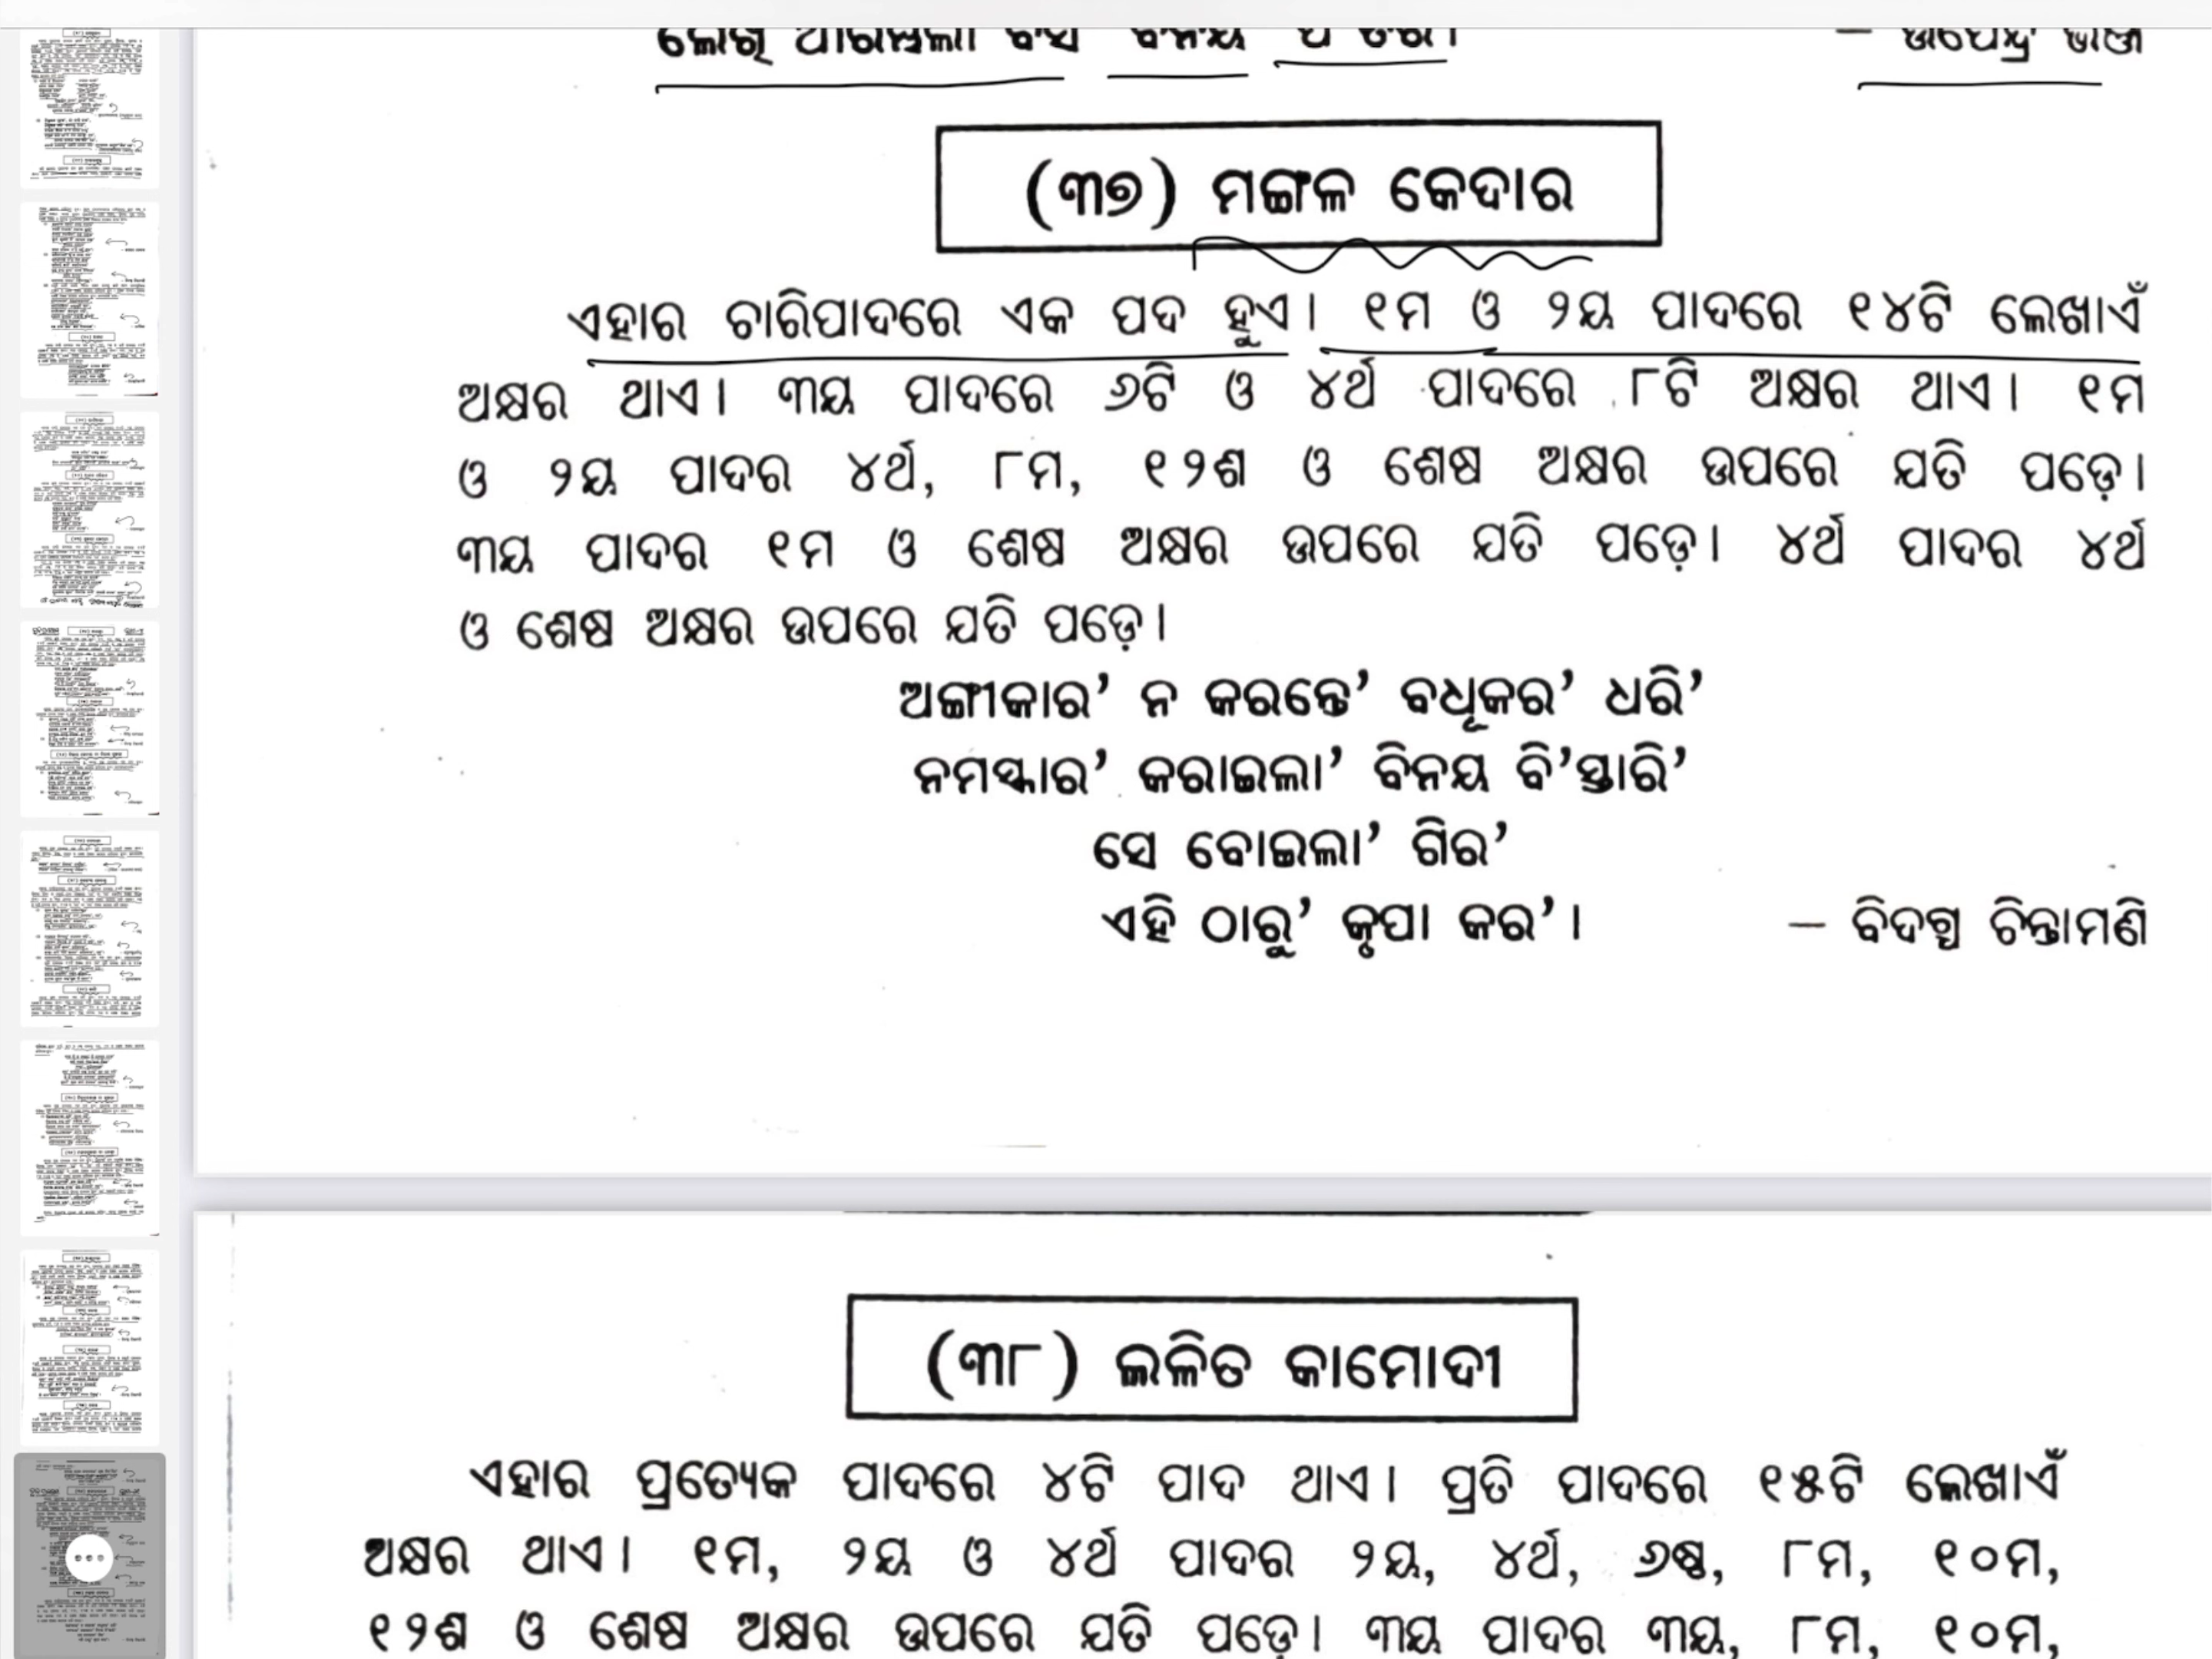 (୩୭) ମଙ୍ଗଳ କେଦାର
ଏହାର ଚାରିପାଦରେ ଏକ ପଦ ହୁଏ। ୧ମ ଓ ୨ୟ ପାଦରେ ୧୪ଟି ଲେଖାଏଁ
ଅକ୍ଷର ଥାଏ। ୩ୟ ପାଦରେ ୬ଟି ଓ ୪ର୍ଥ ପାଦରେ ୮ଟି ଅକ୍ଷର ଥାଏ। ୧ମ
ଓ ୨ୟ ପାଦର ୪ର୍ଥ, ୮ମ, ୧୨ଶ ଓ ଶେଷ ଅକ୍ଷର ଉପରେ ଯତି ପଡ଼େ।
୩ୟ ପାଦର ୧ମ ଓ ଶେଷ ଅକ୍ଷର ଉପରେ ଯତି ପଡ଼େ। ୪ର୍ଥ ପାଦର ୪ର୍ଥ
ଓ ଶେଷ ଅକ୍ଷର ଉପରେ ଯତି ପଡ଼େ।
ଅଙ୍ଗୀକାର’ ନ କରନ୍ତେ’ ବଧୂକର’ ଧରି’
ନମସ୍କାର’ କରାଇଲା’ ବିନୟ ବି’ସ୍ତାରି’
ସେ ବୋଇଲା’ ଗିର’
ଏହି ଠାରୁ’ କୃପା କର’। – ବିଦଗ୍ଧ ଚିନ୍ତାମଣି
(୩୮) ଲଳିତ କାମୋଦୀ
ଏହାର ପ୍ରତ୍ୟେକ ପାଦରେ ୪ଟି ପାଦ ଥାଏ। ପ୍ରତି ପାଦରେ ୧୫ଟି ଲେଖାଏଁ
ଅକ୍ଷର ଥାଏ। ୧ମ, ୨ୟ ଓ ୪ର୍ଥ ପାଦର ୨ୟ, ୪ର୍ଥ, ୬ଷ୍ଠ, ୮ମ, ୧୦ମ,
୧୨ଶ ଓ ଶେଷ ଅକ୍ଷର ଉପରେ ଯତି ପଡ଼େ। ୩ୟ ପାଦର ୩ୟ, ୮ମ, ୧୦ମ,